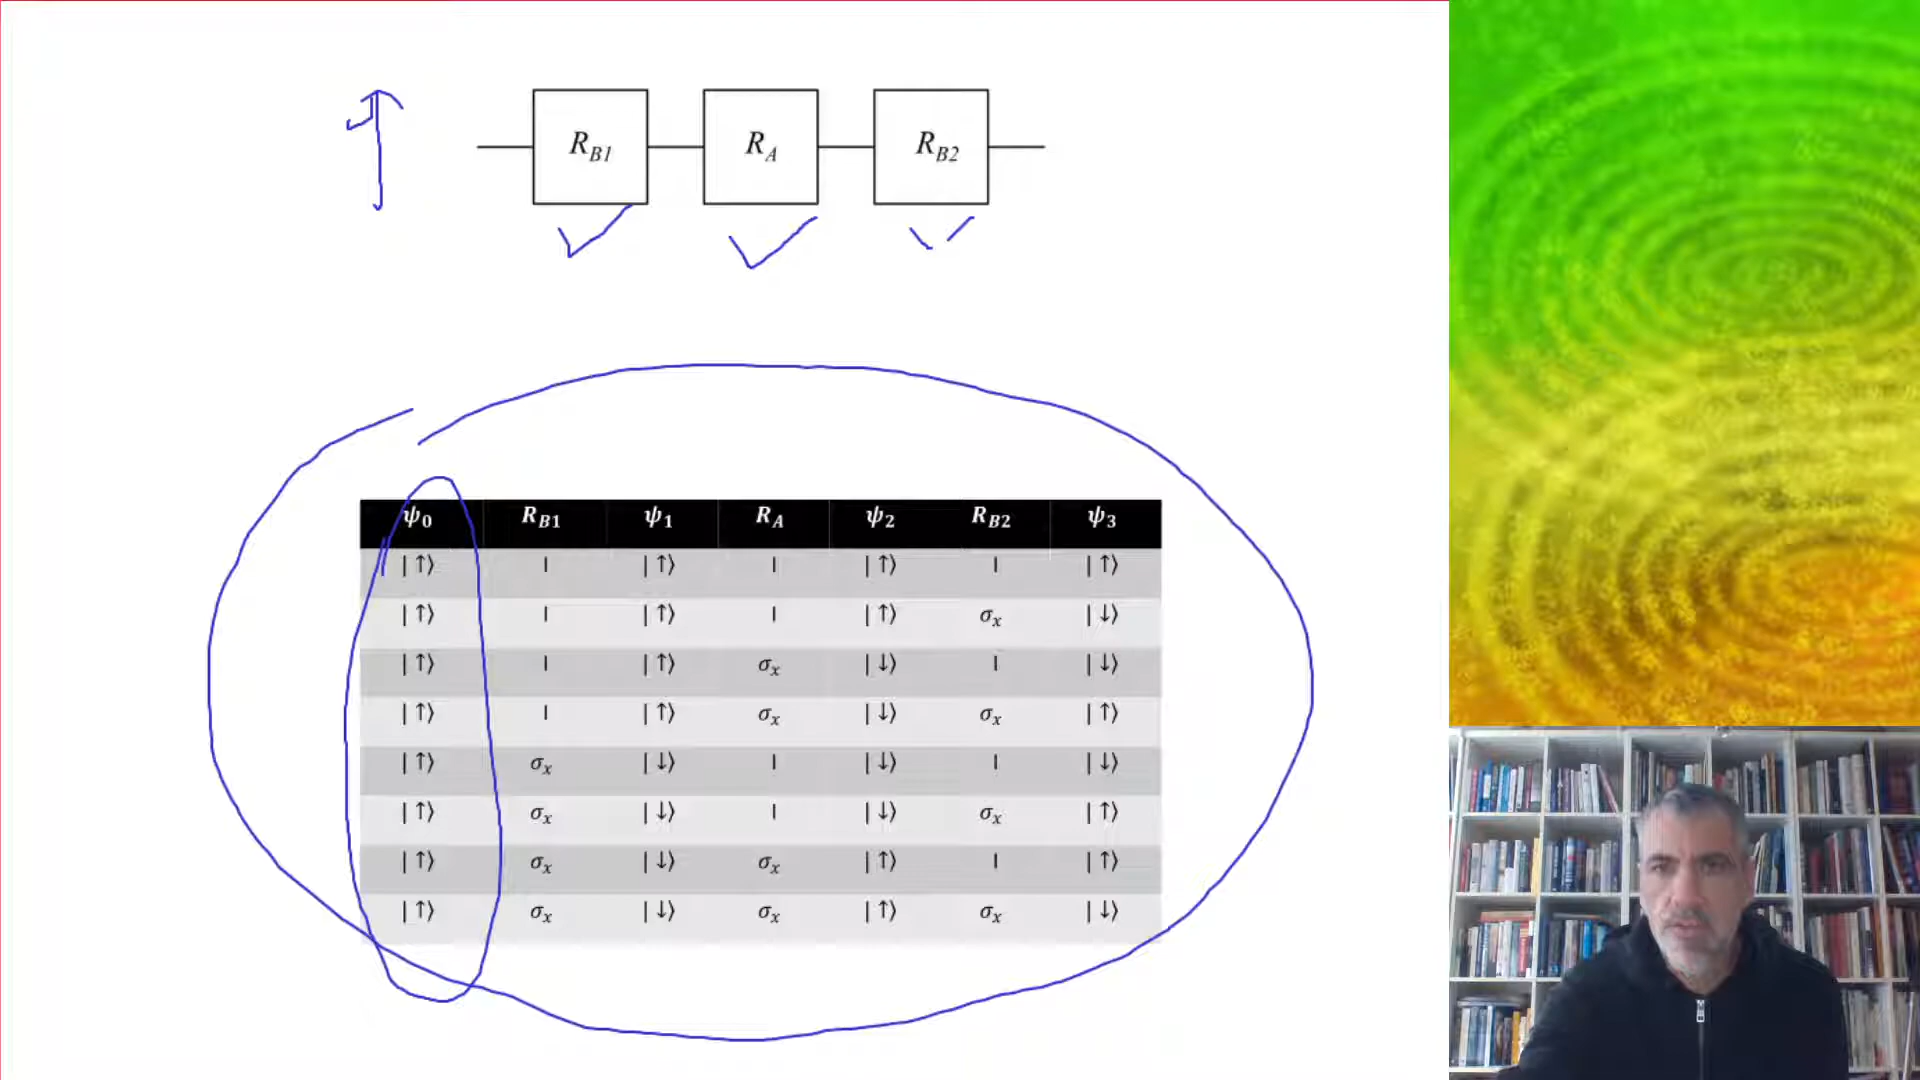 R_B1 R_A R_B2
ψ₀ R_B1 ψ₁ R_A ψ₂ R_B2 ψ₃
|↑⟩ I |↑⟩ I |↑⟩ I |↑⟩
|↑⟩ I |↑⟩ I |↑⟩ σₓ |↓⟩
|↑⟩ I |↑⟩ σₓ |↓⟩ I |↓⟩
|↑⟩ I |↑⟩ σₓ |↓⟩ σₓ |↑⟩
|↑⟩ σₓ |↓⟩ I |↓⟩ I |↓⟩
|↑⟩ σₓ |↓⟩ I |↓⟩ σₓ |↑⟩
|↑⟩ σₓ |↓⟩ σₓ |↑⟩ I |↑⟩
|↑⟩ σₓ |↓⟩ σₓ |↑⟩ σₓ |↓⟩